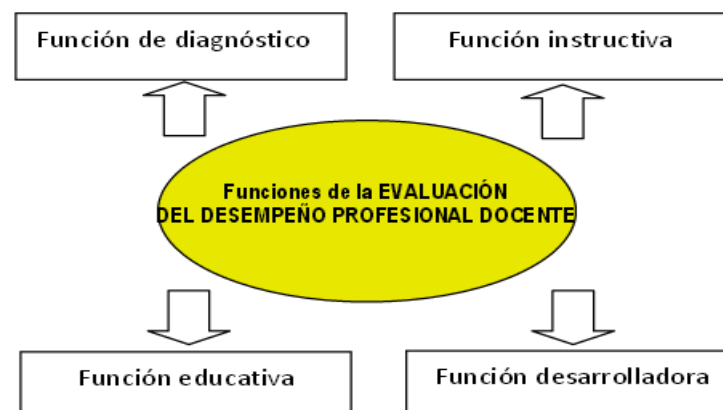 Función de diagnóstico
Función instructiva
Funciones de la EVALUACIÓN
DEL DESEMPEÑO PROFESIONAL DOCENTE
Función educativa
Función desarrolladora